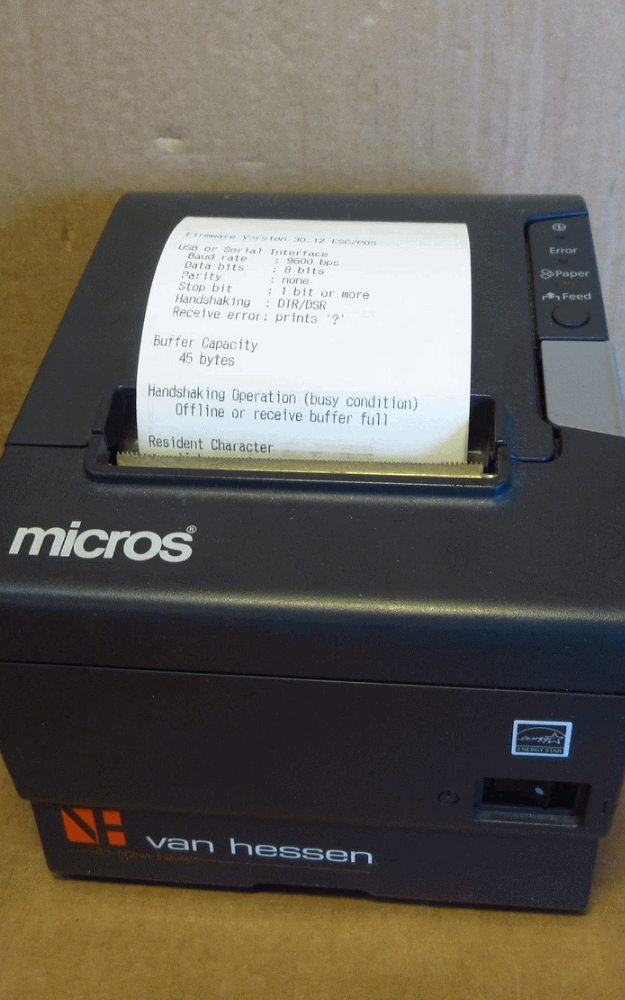 Firmware Version 30.12 ESC/POS
USB or Serial Interface
Baud rate : 9600 bps
Data bits : 8 bits
Parity : none
Stop bit : 1 bit or more
Handshaking : DTR/DSR
Receive error: prints '?'
Buffer Capacity
45 bytes
Handshaking Operation (busy condition)
Offline or receive buffer full
Resident Character
Error
Paper
Feed
micros®
ENERGY STAR
van hessen